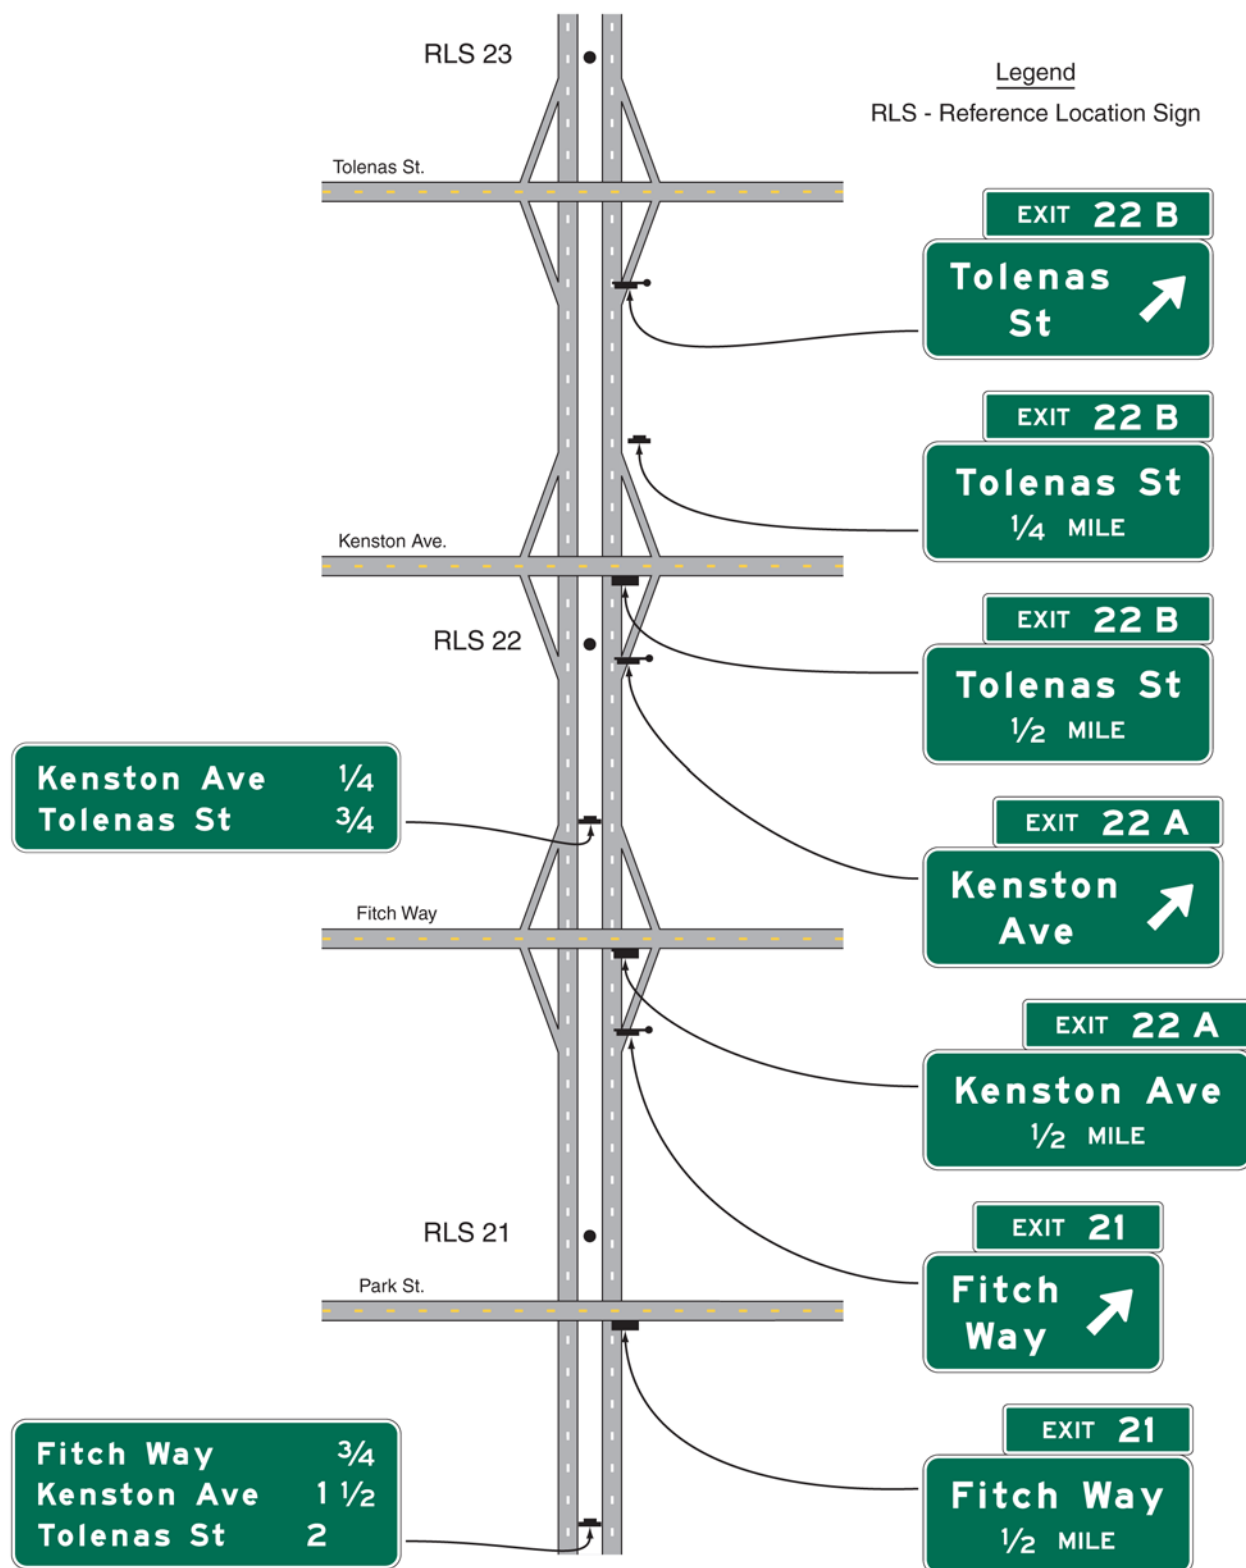 RLS 23
Legend
RLS - Reference Location Sign
Tolenas St.
EXIT 22 B
Tolenas
St
EXIT 22 B
Tolenas St
1/4 MILE
Kenston Ave.
EXIT 22 B
Tolenas St
1/2 MILE
RLS 22
Kenston Ave 1/4
Tolenas St 3/4
EXIT 22 A
Kenston
Ave
Fitch Way
EXIT 22 A
Kenston Ave
1/2 MILE
RLS 21
EXIT 21
Fitch
Way
Park St.
EXIT 21
Fitch Way
1/2 MILE
Fitch Way 3/4
Kenston Ave 1 1/2
Tolenas St 2